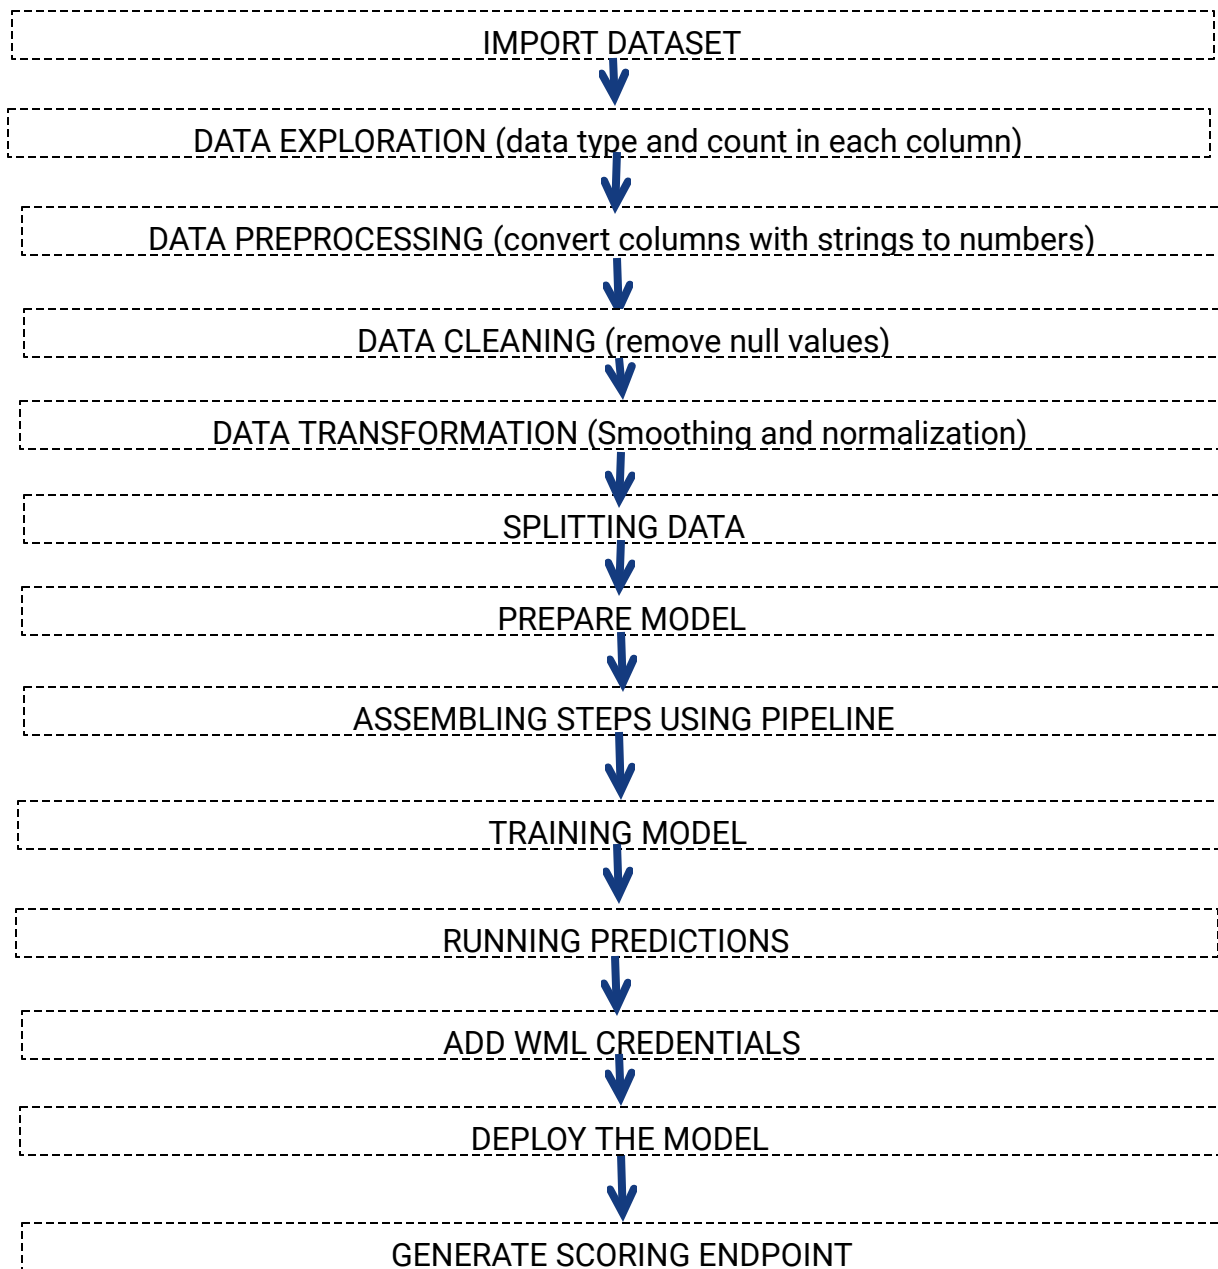 IMPORT DATASET
DATA EXPLORATION (data type and count in each column)
DATA PREPROCESSING (convert columns with strings to numbers)
DATA CLEANING (remove null values)
DATA TRANSFORMATION (Smoothing and normalization)
SPLITTING DATA
PREPARE MODEL
ASSEMBLING STEPS USING PIPELINE
TRAINING MODEL
RUNNING PREDICTIONS
ADD WML CREDENTIALS
DEPLOY THE MODEL
GENERATE SCORING ENDPOINT